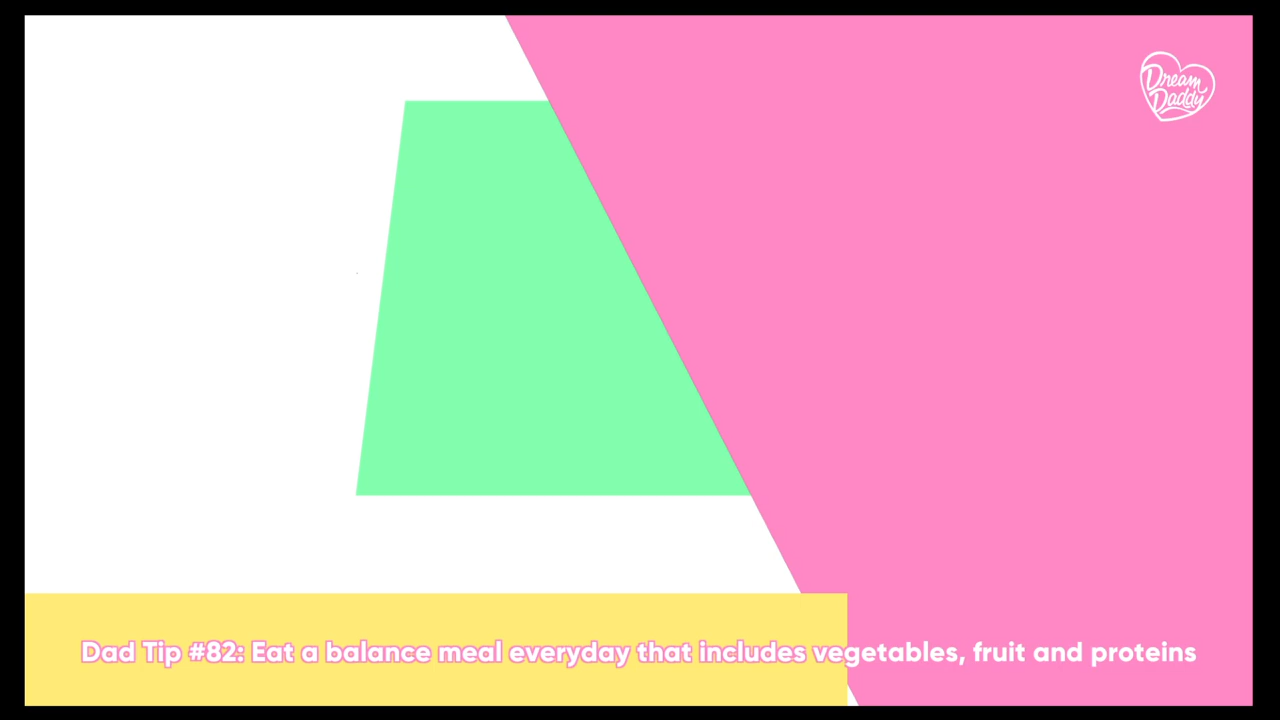 Dream
Daddy
Dad Tip #82: Eat a balance meal everyday that includes vegetables, fruit and proteins